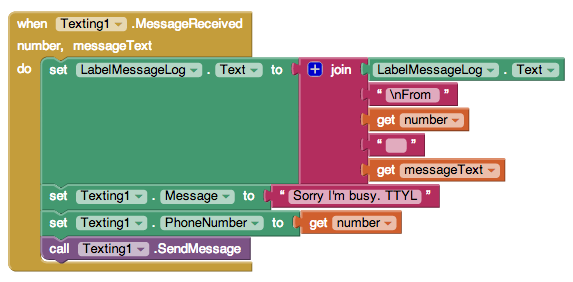 when Texting1 .MessageReceived
number, messageText
do set LabelMessageLog . Text to join LabelMessageLog . Text
“ \nFrom ”
get number
“ ”
get messageText
set Texting1 . Message to “ Sorry I'm busy. TTYL ”
set Texting1 . PhoneNumber to get number
call Texting1 .SendMessage